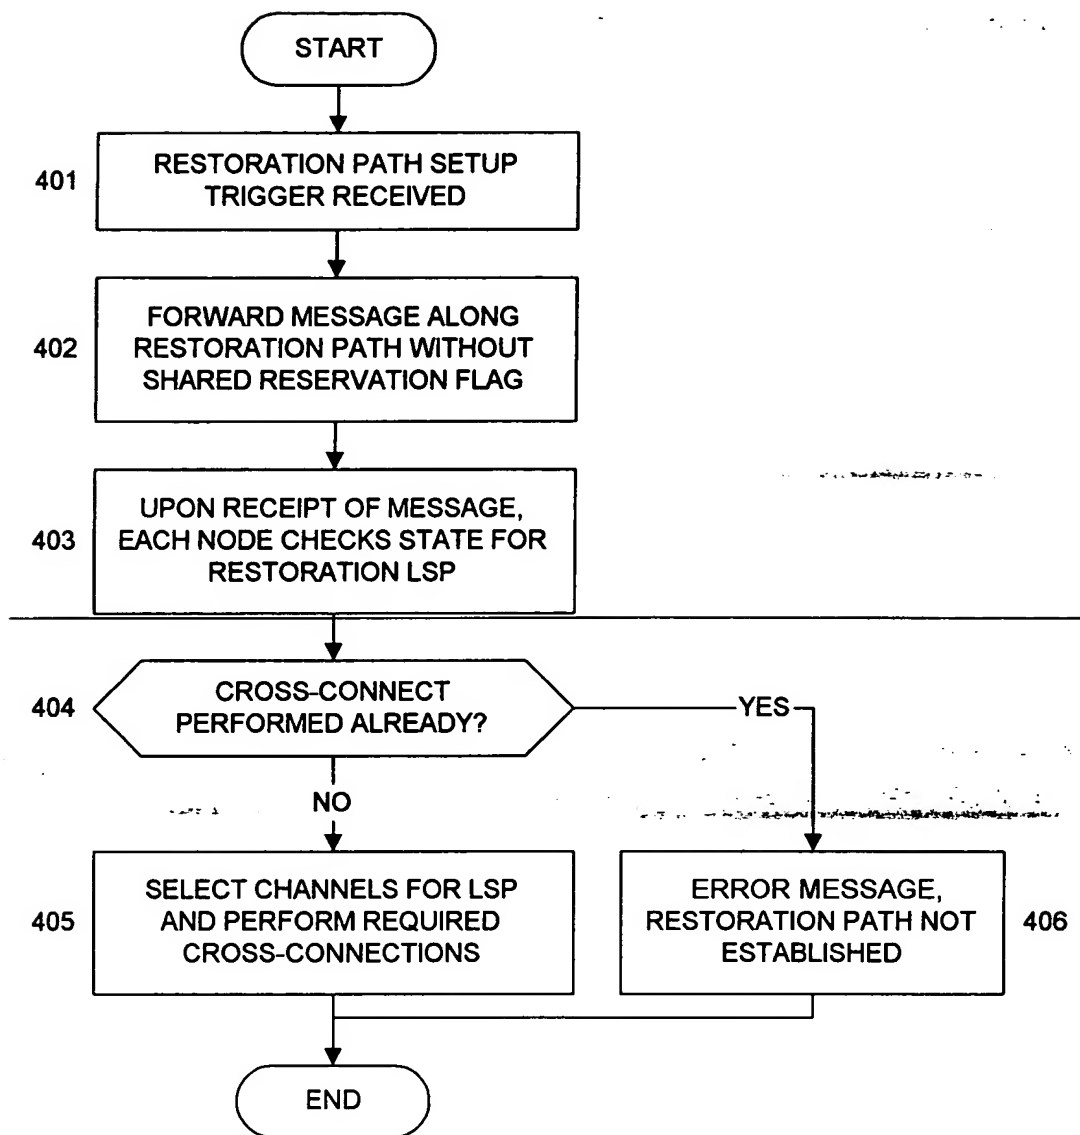 START
401
RESTORATION PATH SETUP
TRIGGER RECEIVED
402
FORWARD MESSAGE ALONG
RESTORATION PATH WITHOUT
SHARED RESERVATION FLAG
403
UPON RECEIPT OF MESSAGE,
EACH NODE CHECKS STATE FOR
RESTORATION LSP
404
CROSS-CONNECT
PERFORMED ALREADY?
YES
NO
405
SELECT CHANNELS FOR LSP
AND PERFORM REQUIRED
CROSS-CONNECTIONS
ERROR MESSAGE,
RESTORATION PATH NOT
ESTABLISHED
406
END